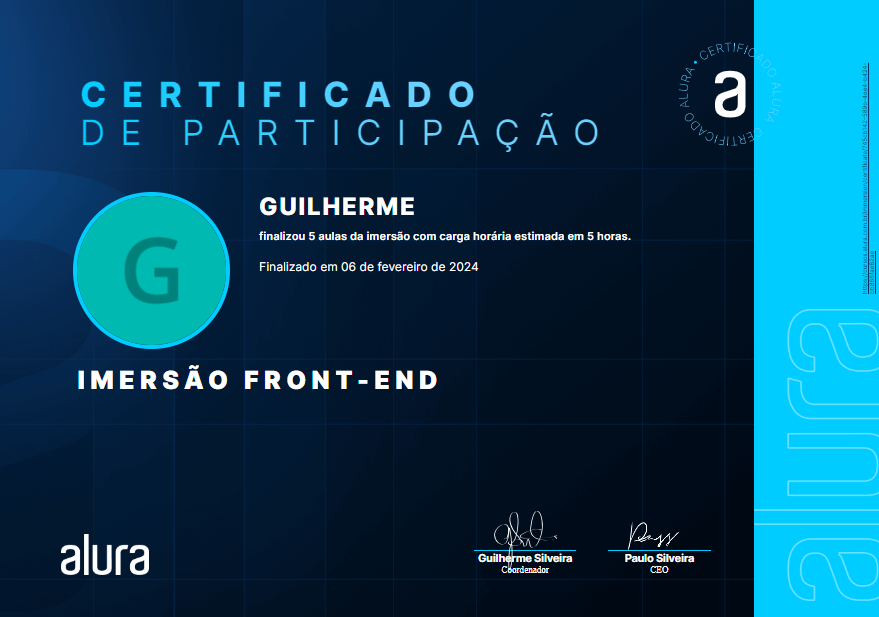 CERTIFICADO
DE PARTICIPAÇÃO
CERTIFICADO ALURA • CERTIFICADO ALURA
a
G
GUILHERME
finalizou 5 aulas da imersão com carga horária estimada em 5 horas.
Finalizado em 06 de fevereiro de 2024
IMERSÃO FRONT-END
alura
Guilherme Silveira
Coordenador
Paulo Silveira
CEO
alura